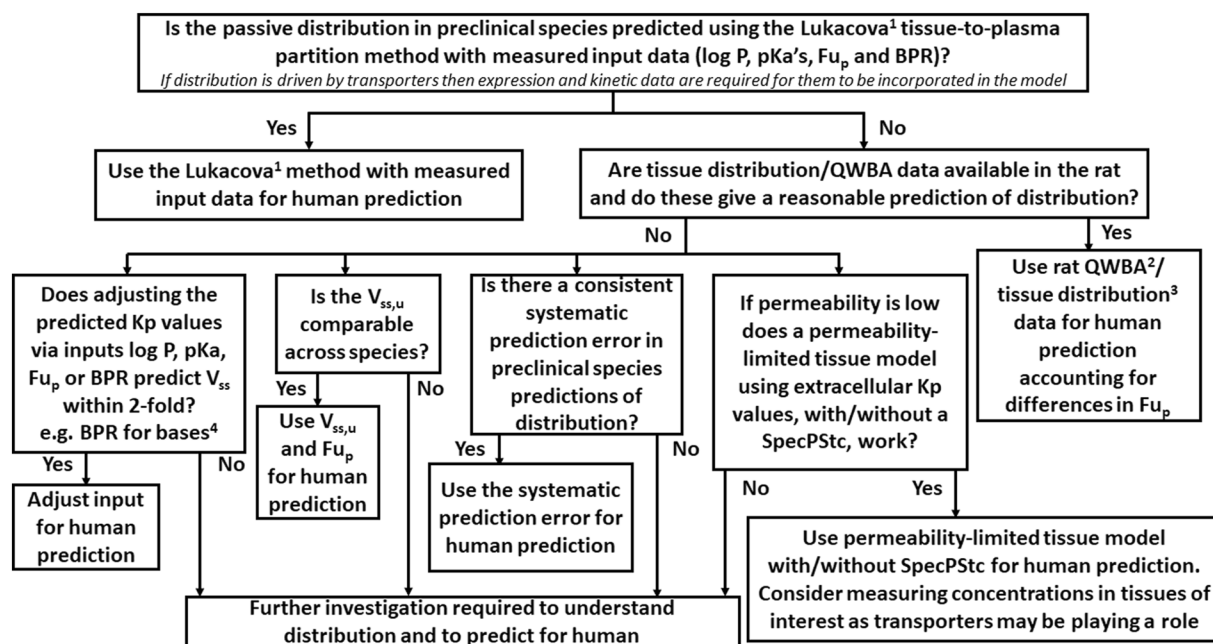 Is the passive distribution in preclinical species predicted using the Lukacova¹ tissue-to-plasma
partition method with measured input data (log P, pKa's, Fuₚ and BPR)?
If distribution is driven by transporters then expression and kinetic data are required for them to be incorporated in the model
Yes
No
Use the Lukacova¹ method with measured
input data for human prediction
Are tissue distribution/QWBA data available in the rat
and do these give a reasonable prediction of distribution?
No
Yes
Does adjusting the
predicted Kp values
via inputs log P, pKa,
Fuₚ or BPR predict Vₛₛ
within 2-fold?
e.g. BPR for bases⁴
Yes
No
Adjust input
for human
prediction
Is the Vₛₛ,ᵤ
comparable
across species?
Yes
No
Use Vₛₛ,ᵤ
and Fuₚ
for human
prediction
Is there a consistent
systematic
prediction error in
preclinical species
predictions of
distribution?
Yes
No
Use the systematic
prediction error for
human prediction
If permeability is low
does a permeability-
limited tissue model
using extracellular Kp
values, with/without a
SpecPStc, work?
No
Yes
Use rat QWBA²/
tissue distribution³
data for human
prediction
accounting for
differences in Fuₚ
Use permeability-limited tissue model
with/without SpecPStc for human prediction.
Consider measuring concentrations in tissues of
interest as transporters may be playing a role
Further investigation required to understand
distribution and to predict for human